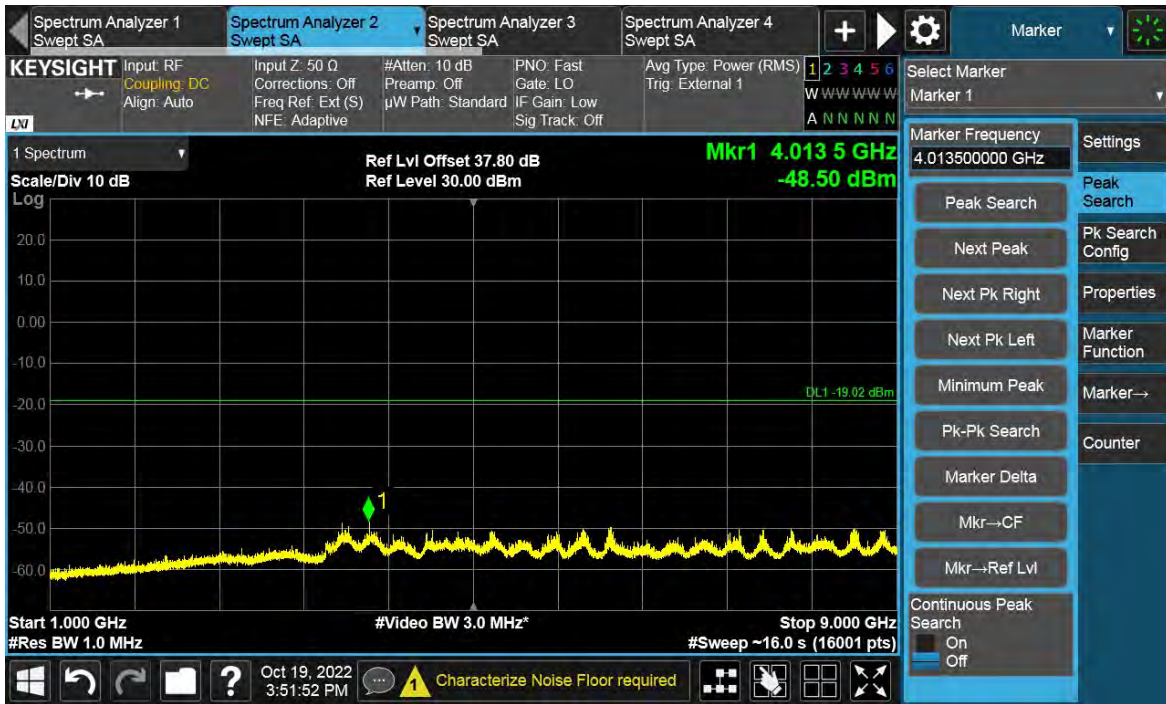 Spectrum Analyzer 1
Swept SA
Spectrum Analyzer 2
Swept SA
Spectrum Analyzer 3
Swept SA
Spectrum Analyzer 4
Swept SA
+
Marker
KEYSIGHT
LXI
Input: RF
Coupling: DC
Align: Auto
Input Z: 50 Ω
Corrections: Off
Freq Ref: Ext (S)
NFE: Adaptive
#Atten: 10 dB
Preamp: Off
µW Path: Standard
PNO: Fast
Gate: LO
IF Gain: Low
Sig Track: Off
Avg Type: Power (RMS)
Trig: External 1
1 2 3 4 5 6
W W W W W W
A N N N N N
Select Marker
Marker 1
1 Spectrum
Scale/Div 10 dB
Log
Ref Lvl Offset 37.80 dB
Ref Level 30.00 dBm
Mkr1 4.013 5 GHz
-48.50 dBm
20.0
10.0
0.00
-10.0
-20.0
-30.0
-40.0
-50.0
-60.0
DL1 -19.02 dBm
1
Start 1.000 GHz
#Res BW 1.0 MHz
#Video BW 3.0 MHz*
Stop 9.000 GHz
#Sweep ~16.0 s (16001 pts)
Marker Frequency
4.013500000 GHz
Peak Search
Next Peak
Next Pk Right
Next Pk Left
Minimum Peak
Pk-Pk Search
Marker Delta
Mkr→CF
Mkr→Ref Lvl
Continuous Peak
Search
On
Off
Settings
Peak
Search
Pk Search
Config
Properties
Marker
Function
Marker→
Counter
?
Oct 19, 2022
3:51:52 PM
1
Characterize Noise Floor required